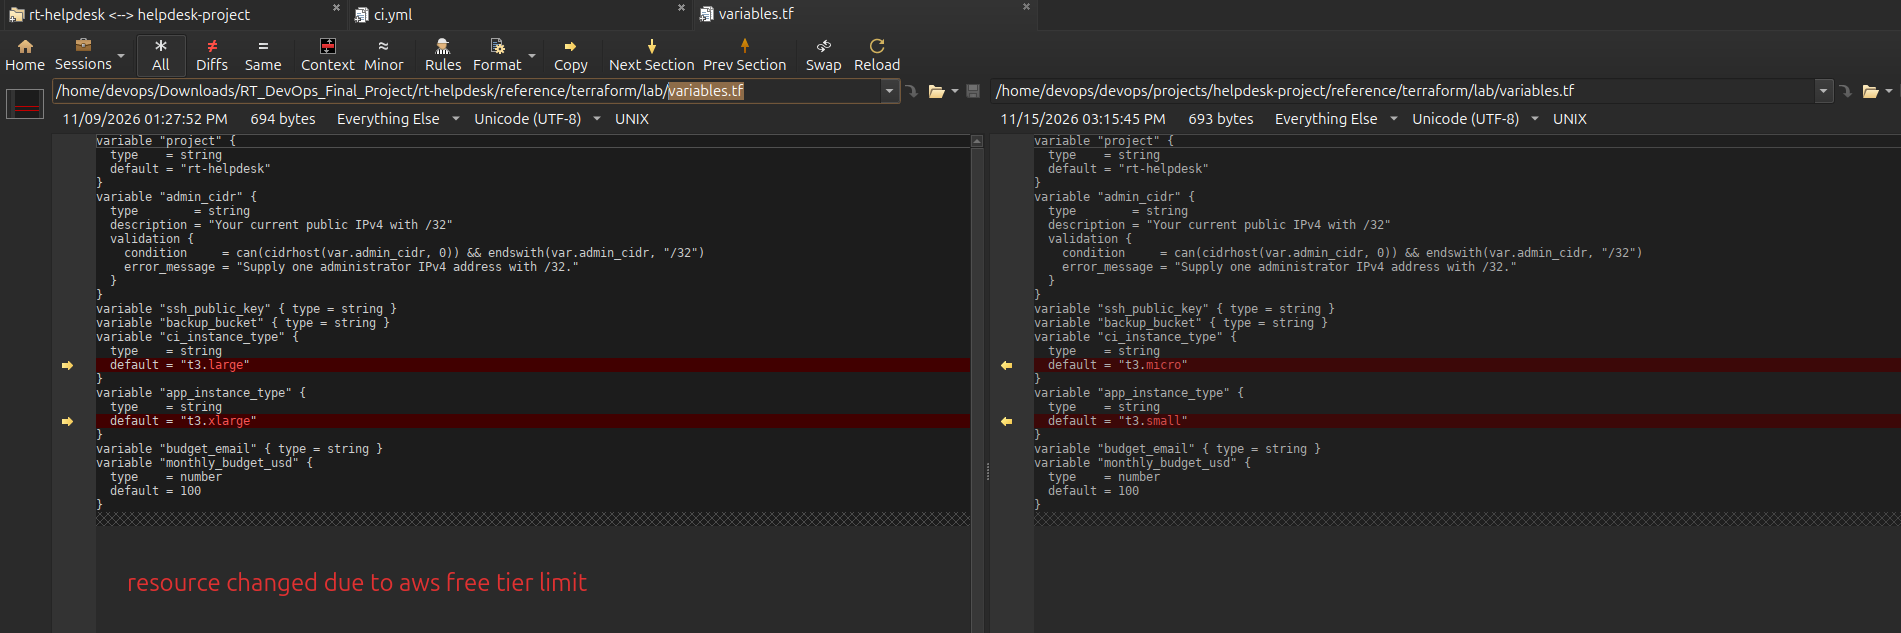 rt-helpdesk <--> helpdesk-project
ci.yml
variables.tf
Home
Sessions
All
Diffs
Same
Context
Minor
Rules
Format
Copy
Next Section
Prev Section
Swap
Reload
/home/devops/Downloads/RT_DevOps_Final_Project/rt-helpdesk/reference/terraform/lab/variables.tf
11/09/2026 01:27:52 PM 694 bytes Everything Else Unicode (UTF-8) UNIX
variable "project" {
  type    = string
  default = "rt-helpdesk"
}
variable "admin_cidr" {
  type        = string
  description = "Your current public IPv4 with /32"
  validation {
    condition     = can(cidrhost(var.admin_cidr, 0)) && endswith(var.admin_cidr, "/32")
    error_message = "Supply one administrator IPv4 address with /32."
  }
}
variable "ssh_public_key" { type = string }
variable "backup_bucket" { type = string }
variable "ci_instance_type" {
  type    = string
  default = "t3.large"
}
variable "app_instance_type" {
  type    = string
  default = "t3.xlarge"
}
variable "budget_email" { type = string }
variable "monthly_budget_usd" {
  type    = number
  default = 100
}
resource changed due to aws free tier limit
/home/devops/devops/projects/helpdesk-project/reference/terraform/lab/variables.tf
11/15/2026 03:15:45 PM 693 bytes Everything Else Unicode (UTF-8) UNIX
variable "project" {
  type    = string
  default = "rt-helpdesk"
}
variable "admin_cidr" {
  type        = string
  description = "Your current public IPv4 with /32"
  validation {
    condition     = can(cidrhost(var.admin_cidr, 0)) && endswith(var.admin_cidr, "/32")
    error_message = "Supply one administrator IPv4 address with /32."
  }
}
variable "ssh_public_key" { type = string }
variable "backup_bucket" { type = string }
variable "ci_instance_type" {
  type    = string
  default = "t3.micro"
}
variable "app_instance_type" {
  type    = string
  default = "t3.small"
}
variable "budget_email" { type = string }
variable "monthly_budget_usd" {
  type    = number
  default = 100
}